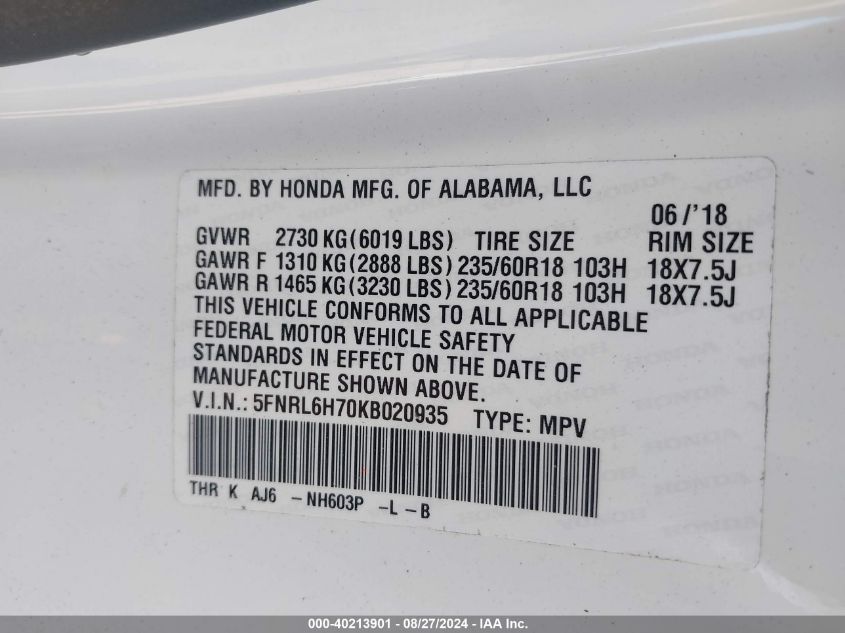 MFD. BY HONDA MFG. OF ALABAMA, LLC
06 /'18
GVWR 2730 KG (6019 LBS) TIRE SIZE RIM SIZE
GAWR F 1310 KG (2888 LBS) 235/60R18 103H 18X7.5J
GAWR R 1465 KG (3230 LBS) 235/60R18 103H 18X7.5J
THIS VEHICLE CONFORMS TO ALL APPLICABLE
FEDERAL MOTOR VEHICLE SAFETY
STANDARDS IN EFFECT ON THE DATE OF
MANUFACTURE SHOWN ABOVE.
V.I.N.: 5FNRL6H70KB020935 TYPE: MPV
THR K AJ6 - NH603P - L - B
000-40213901 - 08/27/2024 - IAA Inc.